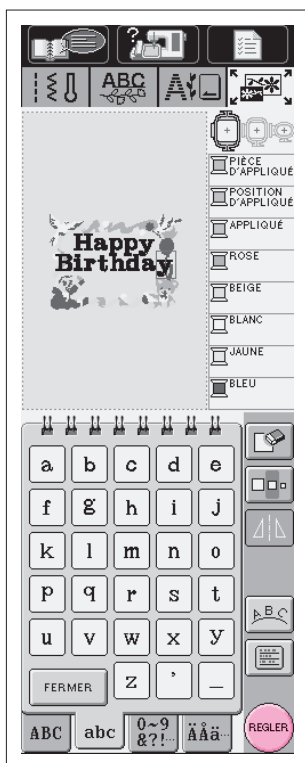 ABC
A
PIÈCE
D'APPLIQUÉ
POSITION
D'APPLIQUÉ
APPLIQUÉ
ROSE
BEIGE
BLANC
JAUNE
BLEU
Happy
Birthday
a b c d e
f g h i j
k l m n o
p q r s t
u v w x y
FERMER z ' _
ABC
REGLER
ABC abc 0~9 &?!... ÄÅä...